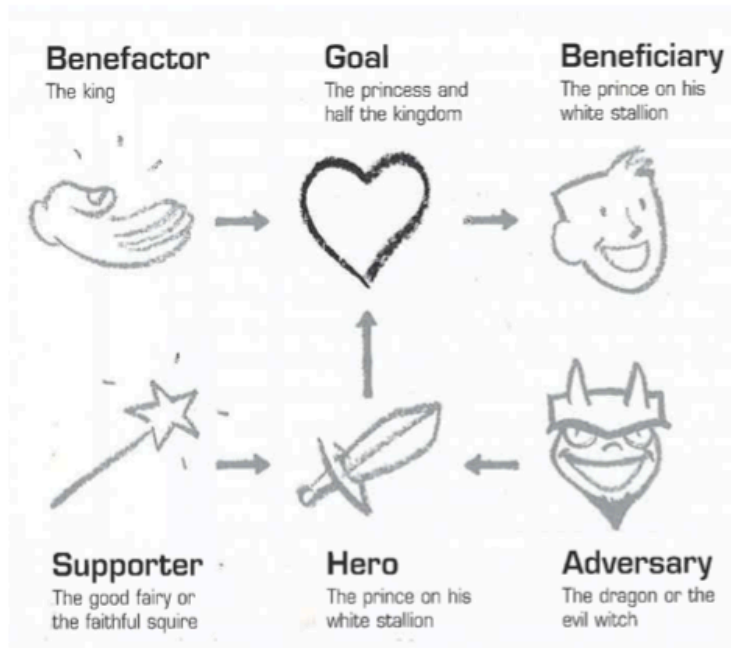 Benefactor
The king
Goal
The princess and
half the kingdom
Beneficiary
The prince on his
white stallion
Supporter
The good fairy or
the faithful squire
Hero
The prince on his
white stallion
Adversary
The dragon or the
evil witch